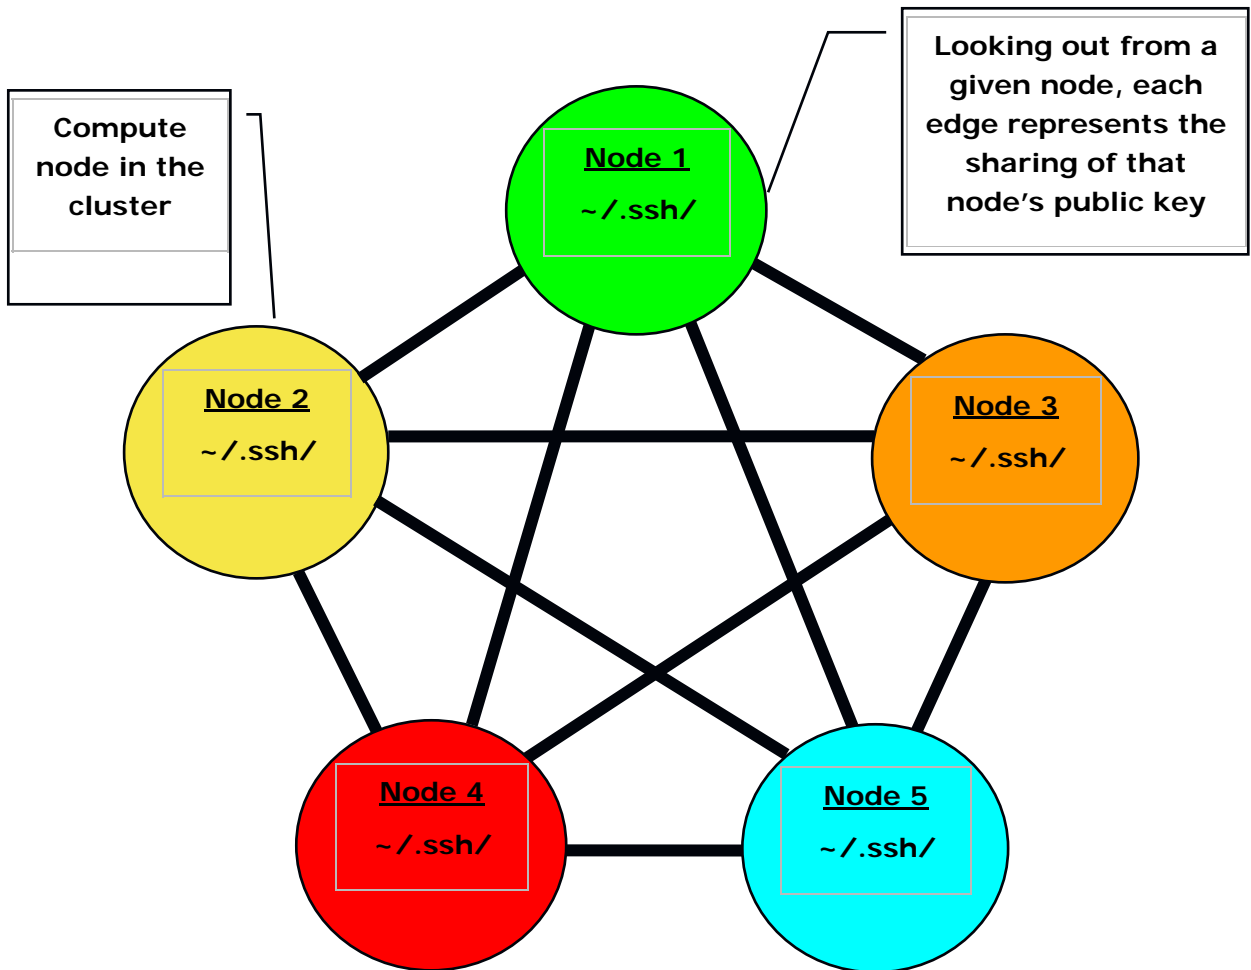 Looking out from a
given node, each
edge represents the
sharing of that
node's public key
Compute
node in the
cluster
Node 1
~/.ssh/
Node 2
~/.ssh/
Node 3
~/.ssh/
Node 4
~/.ssh/
Node 5
~/.ssh/